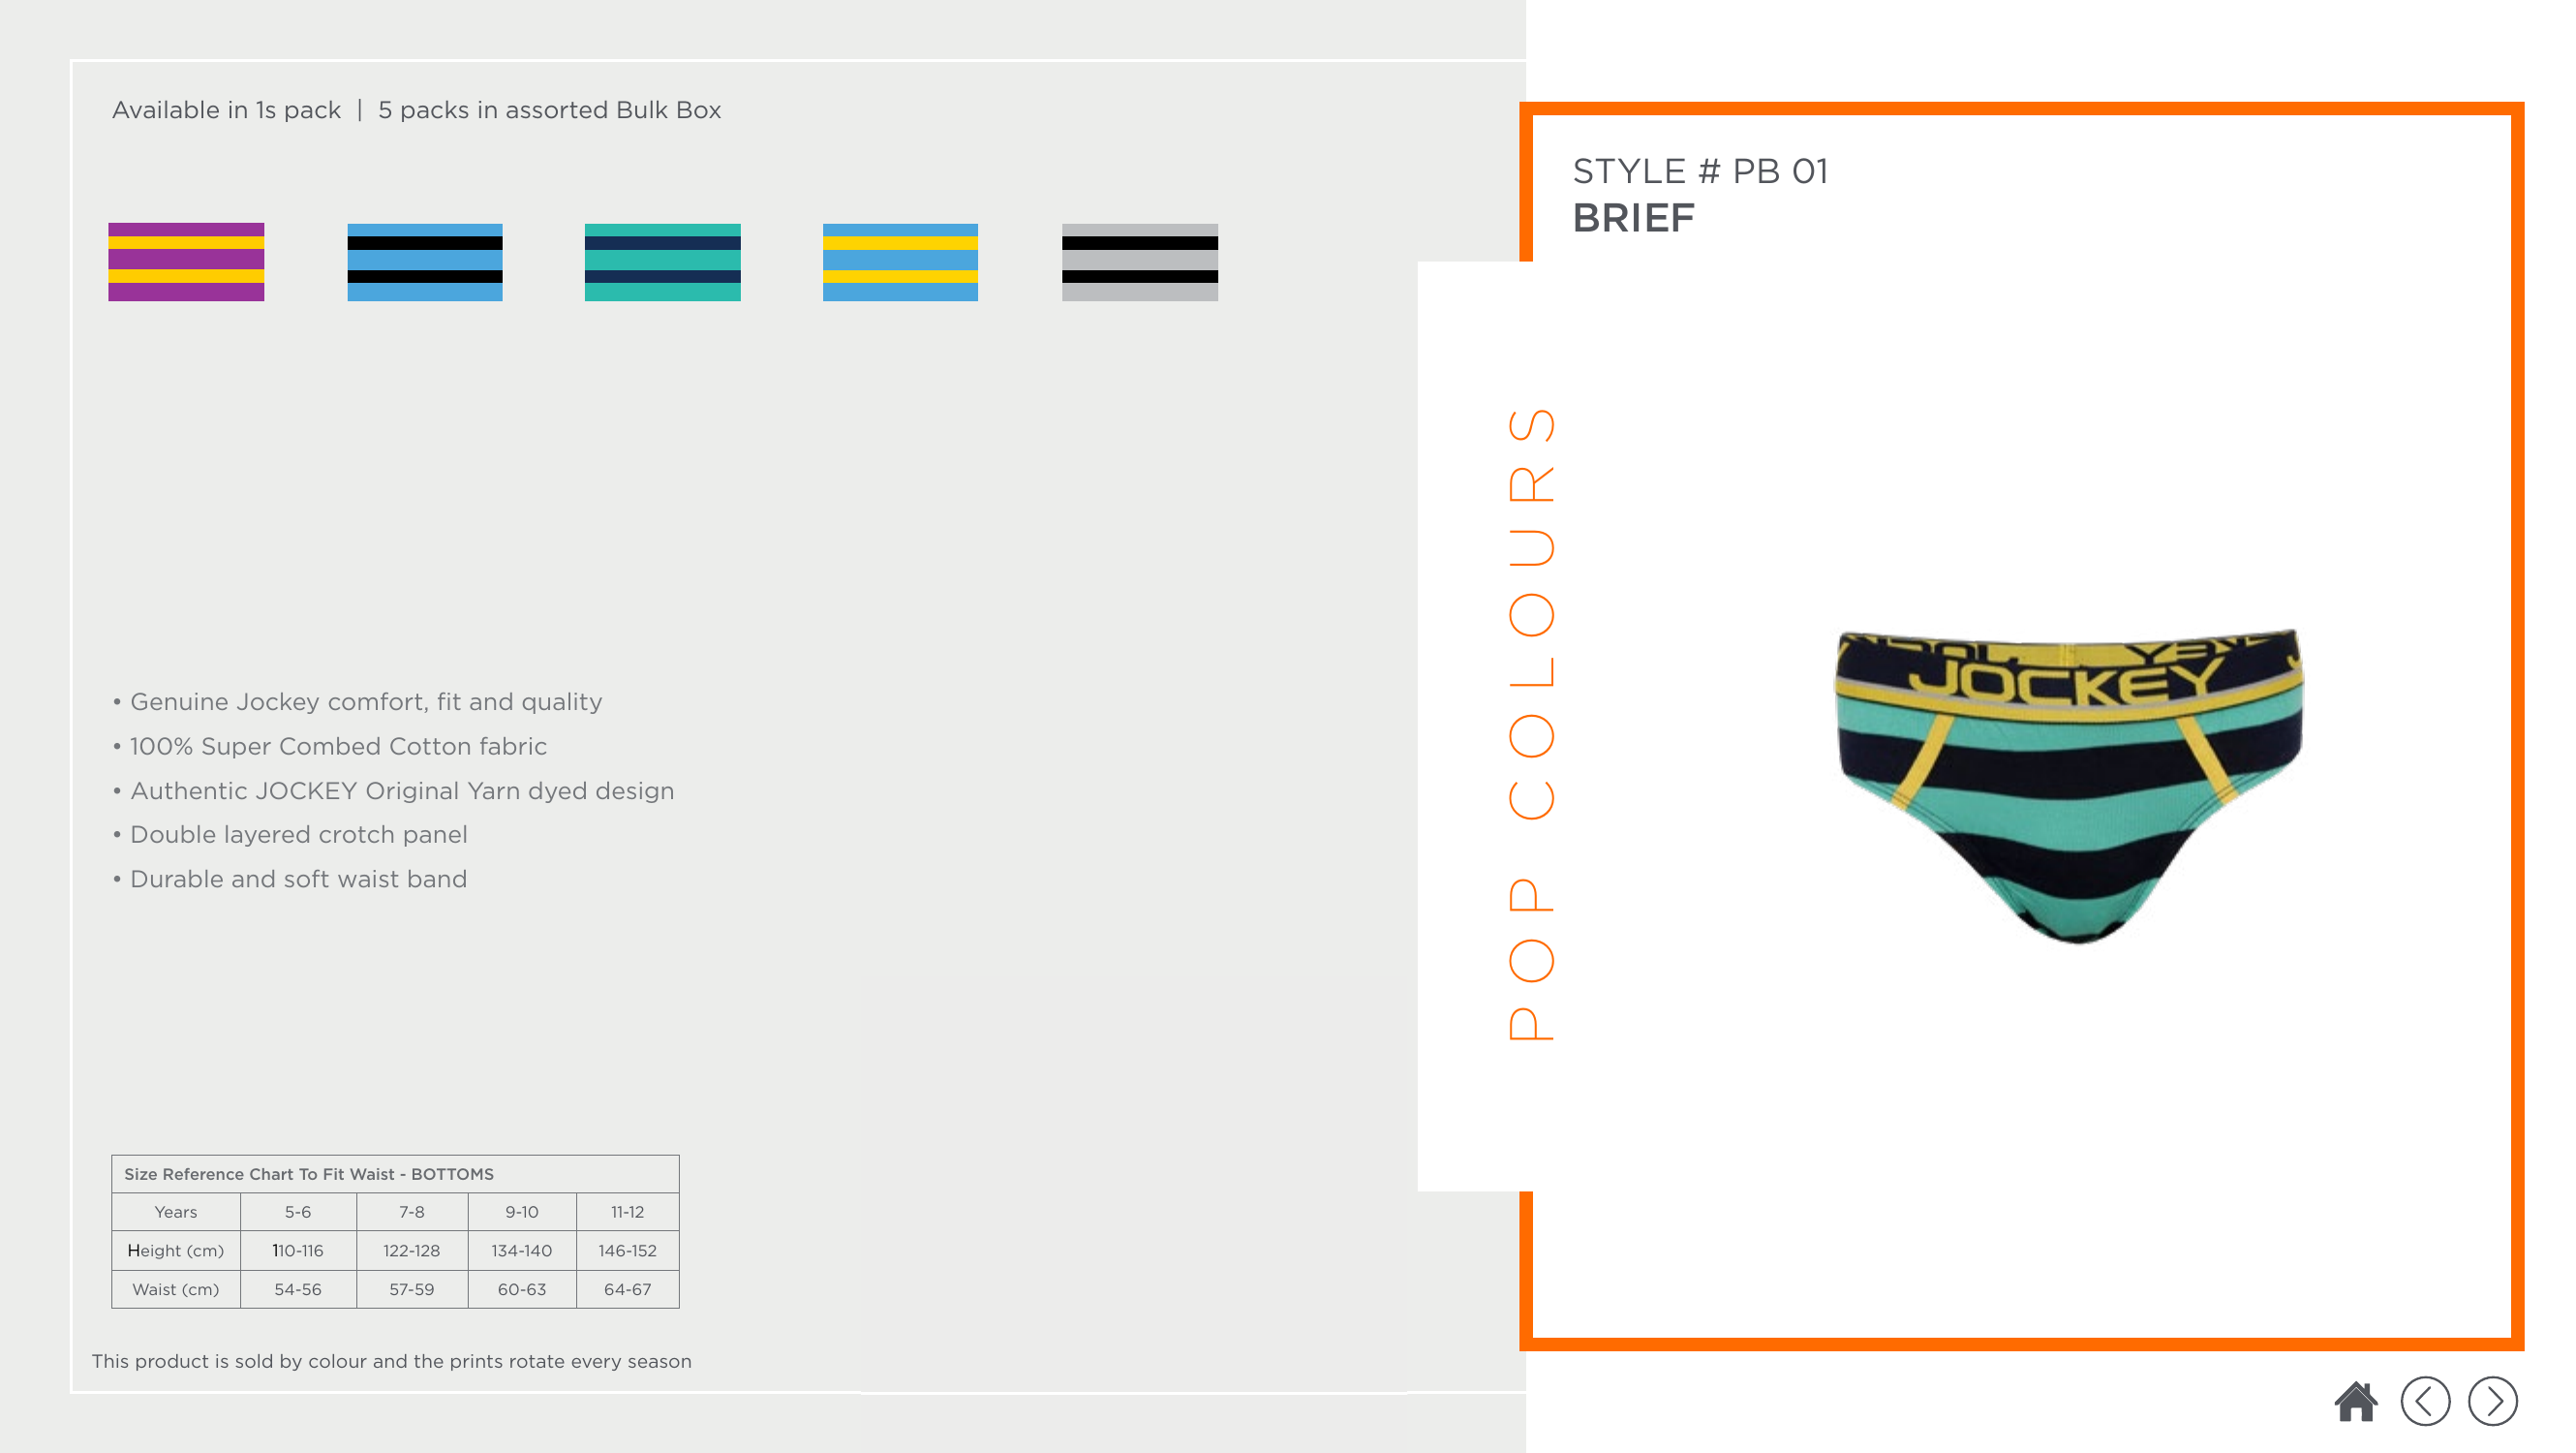 Available in 1s pack | 5 packs in assorted Bulk Box
STYLE # PB 01
BRIEF
POP COLOURS
JOCKEY
• Genuine Jockey comfort, fit and quality
• 100% Super Combed Cotton fabric
• Authentic JOCKEY Original Yarn dyed design
• Double layered crotch panel
• Durable and soft waist band
Size Reference Chart To Fit Waist - BOTTOMS
Years 5-6 7-8 9-10 11-12
Height (cm) 110-116 122-128 134-140 146-152
Waist (cm) 54-56 57-59 60-63 64-67
This product is sold by colour and the prints rotate every season